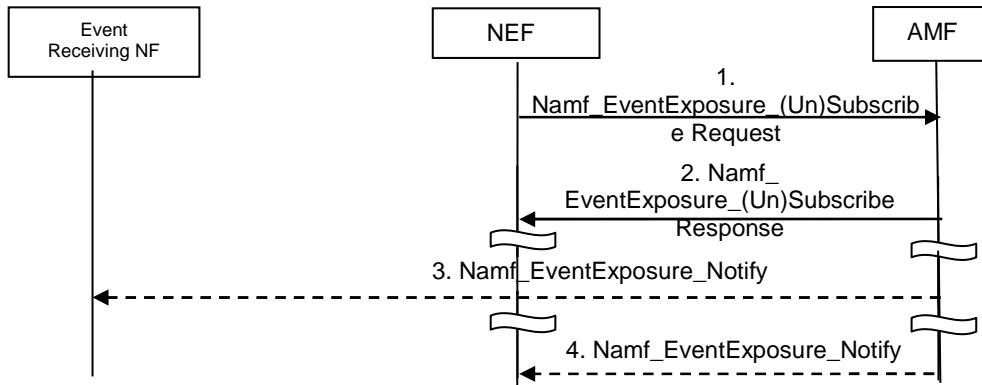 Event
Receiving NF
NEF
AMF
1.
Namf_EventExposure_(Un)Subscrib
e Request
2. Namf_
EventExposure_(Un)Subscribe
Response
3. Namf_EventExposure_Notify
4. Namf_EventExposure_Notify